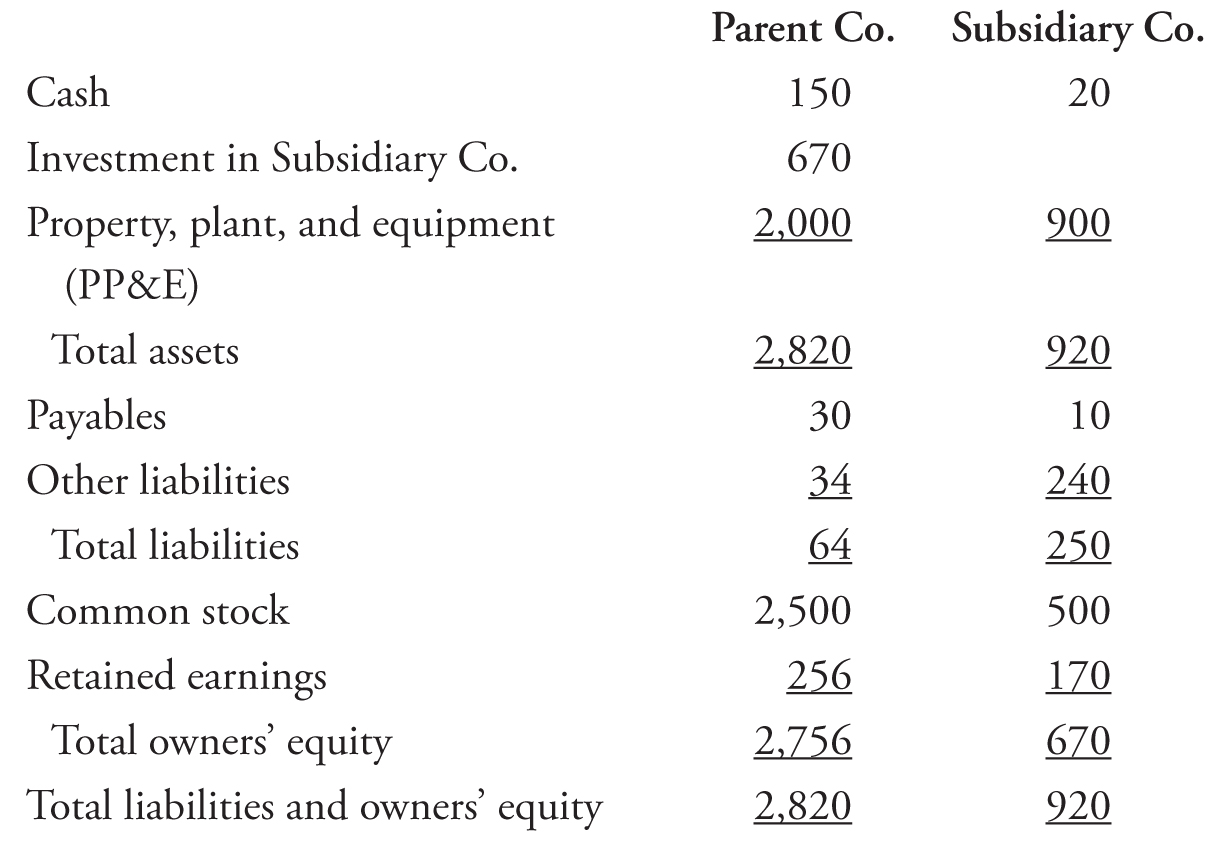 Parent Co. Subsidiary Co.
Cash 150 20
Investment in Subsidiary Co. 670
Property, plant, and equipment 2,000 900
(PP&E)
Total assets 2,820 920
Payables 30 10
Other liabilities 34 240
Total liabilities 64 250
Common stock 2,500 500
Retained earnings 256 170
Total owners’ equity 2,756 670
Total liabilities and owners’ equity 2,820 920